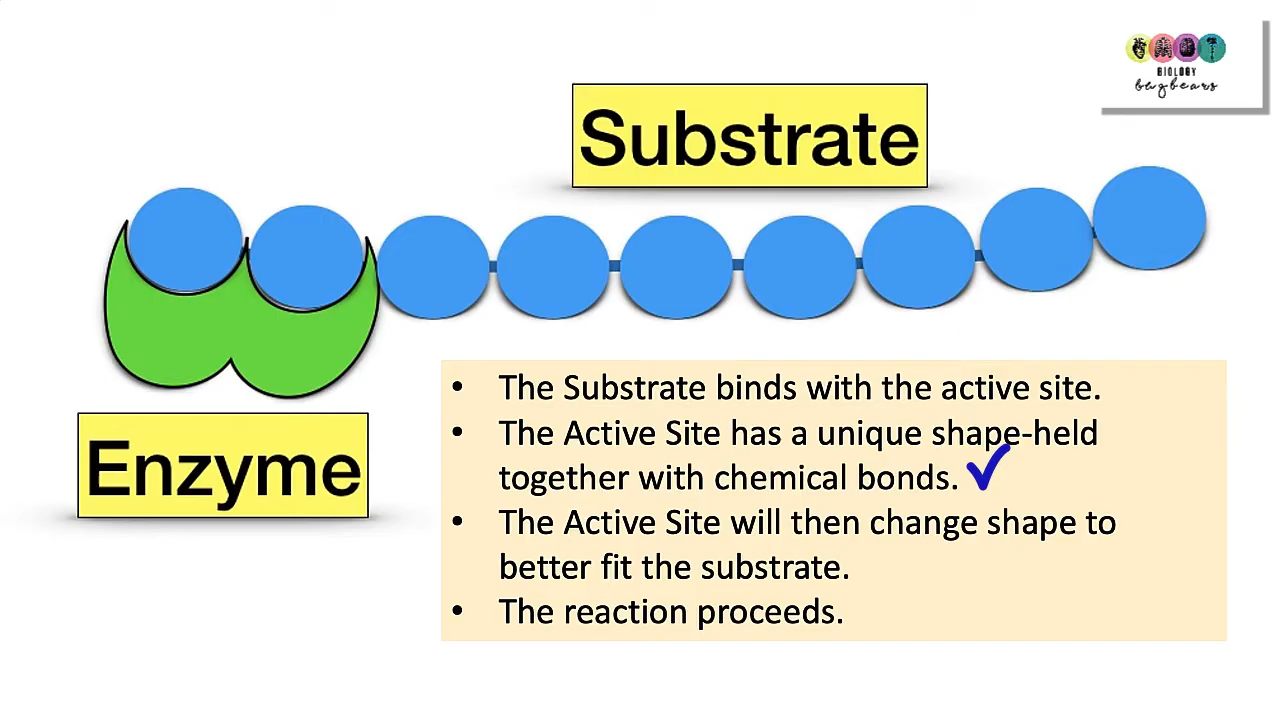 BIOLOGY
bugbears
Substrate
Enzyme
• The Substrate binds with the active site.
• The Active Site has a unique shape-held
together with chemical bonds.
• The Active Site will then change shape to
better fit the substrate.
• The reaction proceeds.